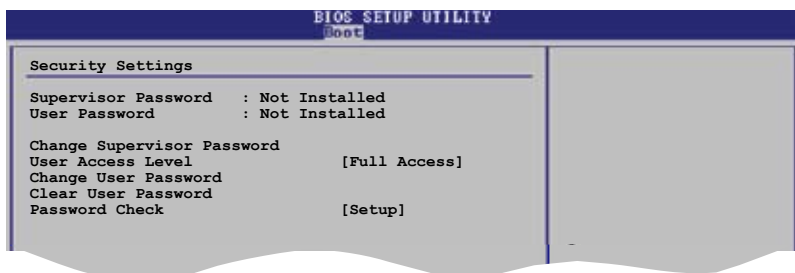 BIOS SETUP UTILITY
Boot
Security Settings
Supervisor Password : Not Installed
User Password : Not Installed
Change Supervisor Password
User Access Level [Full Access]
Change User Password
Clear User Password
Password Check [Setup]